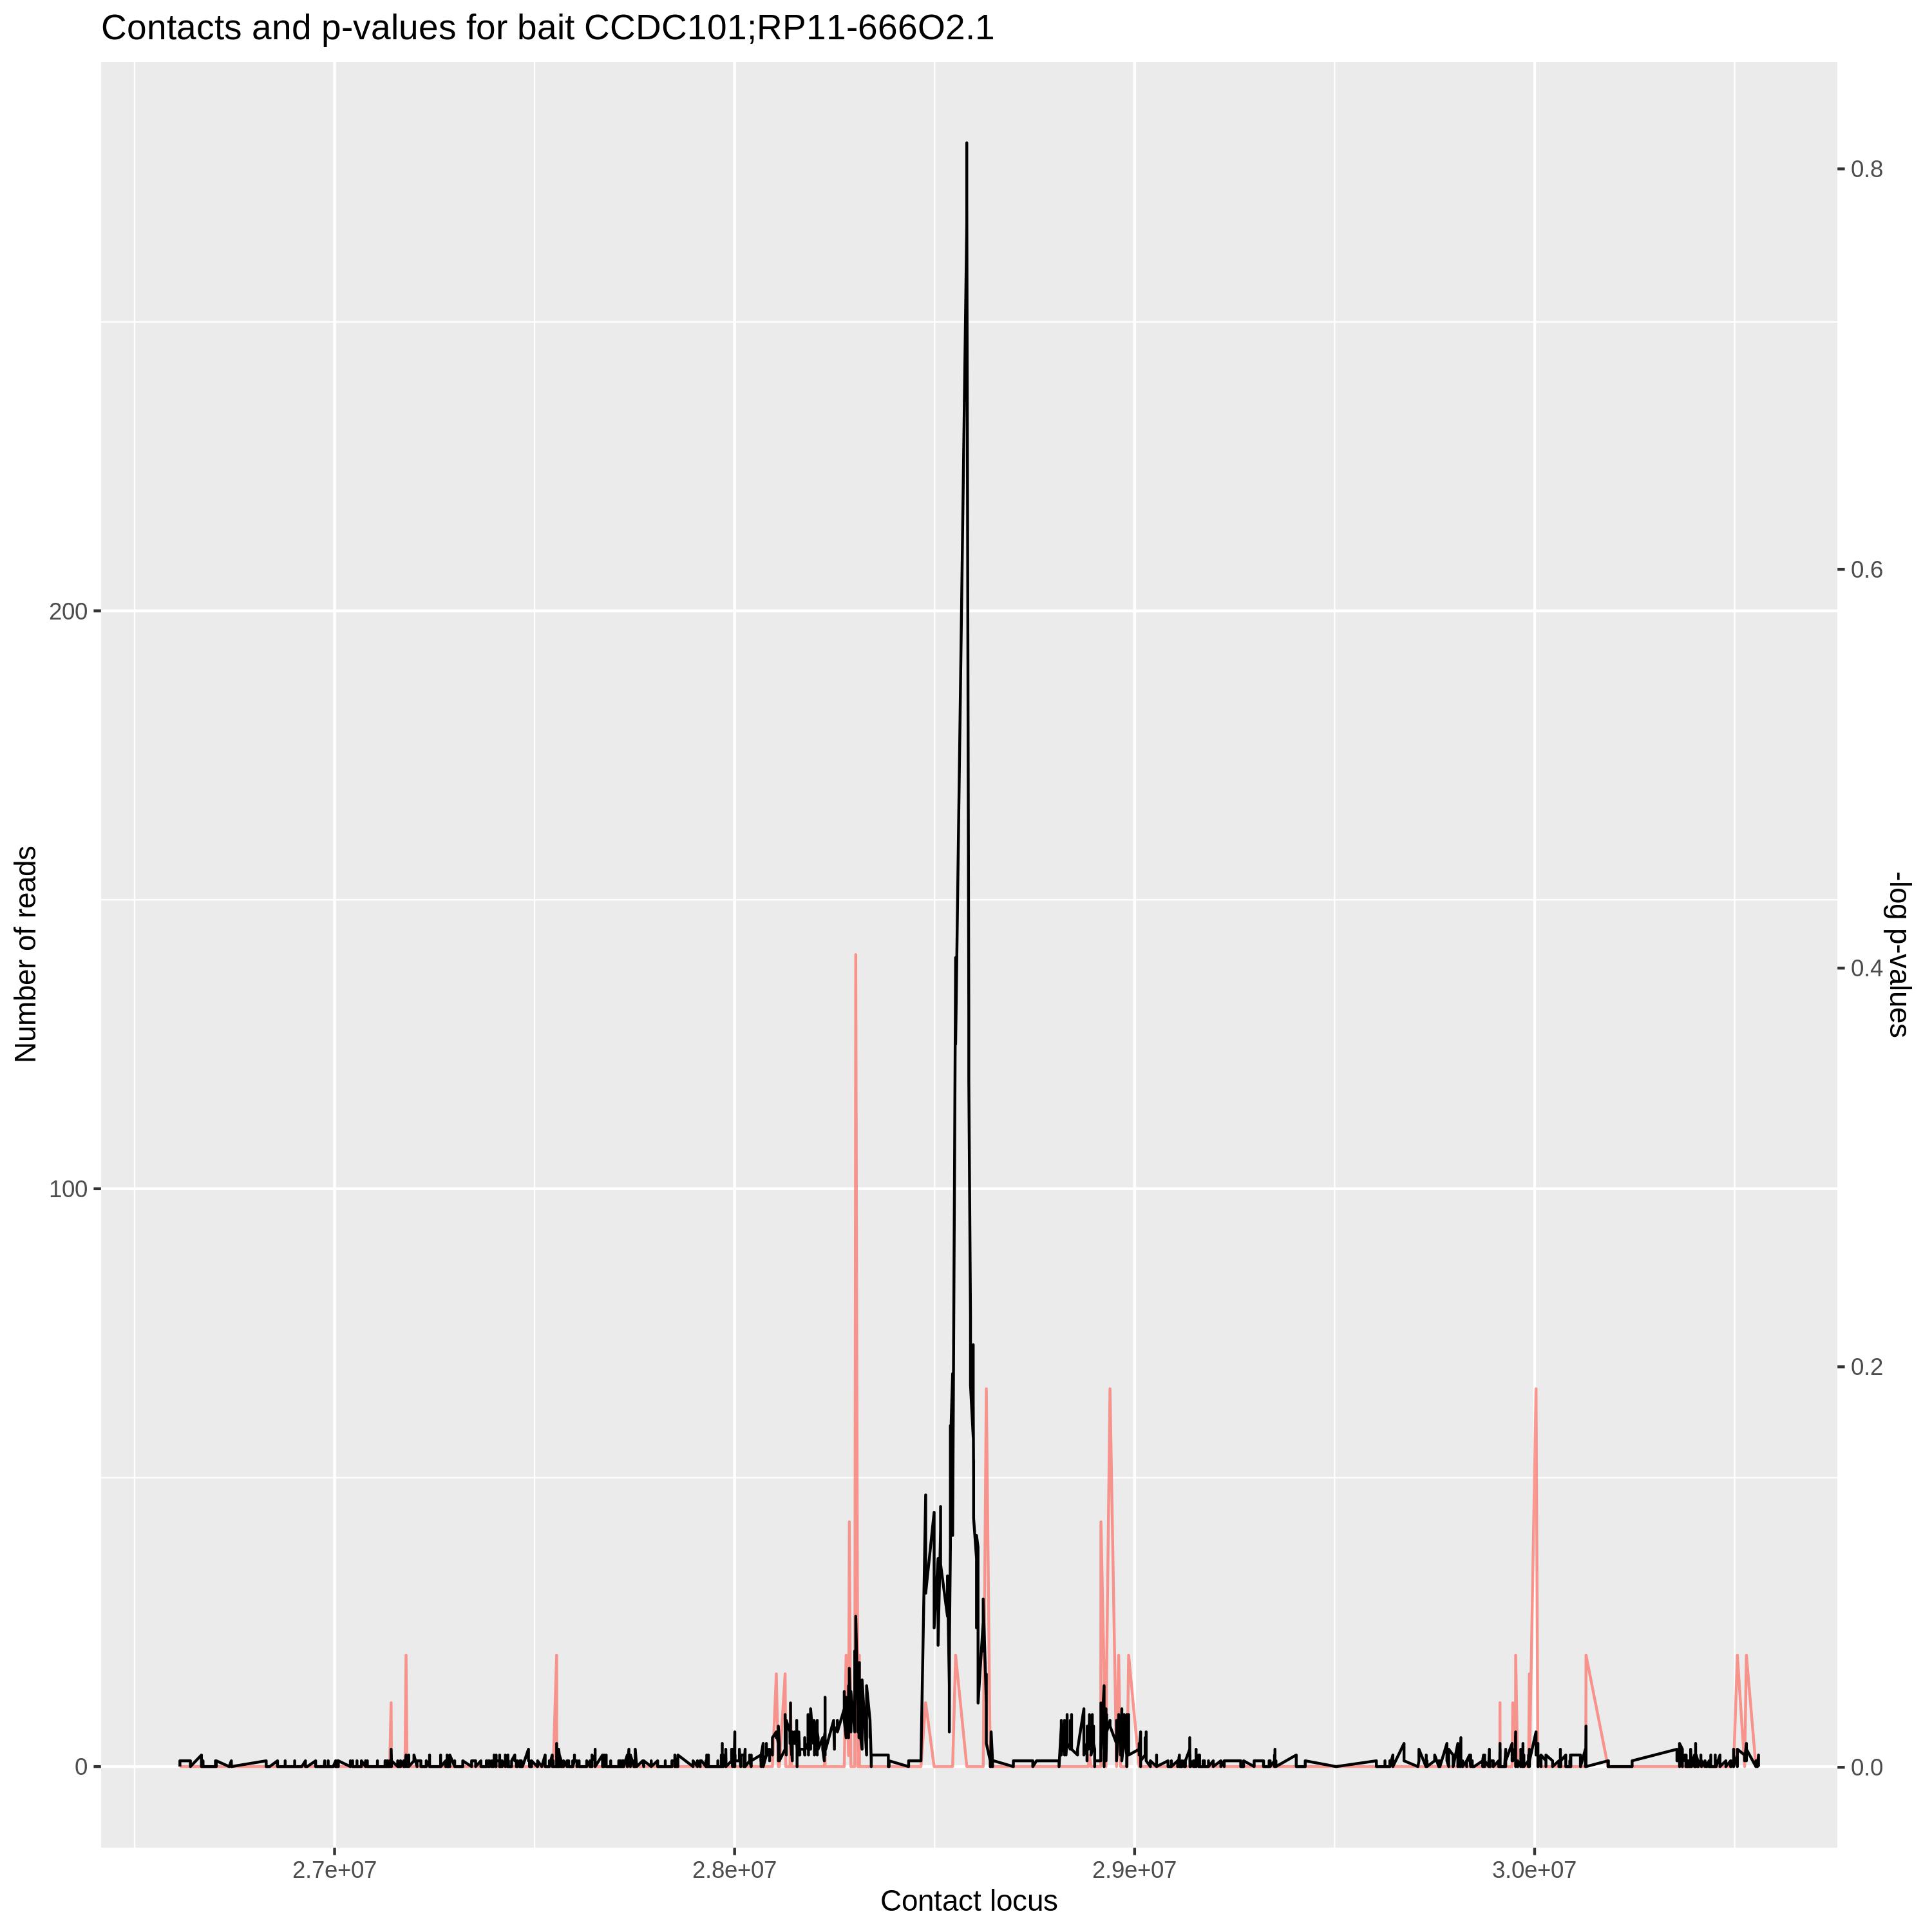 Contacts and p-values for bait CCDC101;RP11-666O2.1
Number of reads
200
100
0
0.8
0.6
0.4
0.2
0.0
-log p-values
2.7e+07
2.8e+07
2.9e+07
3.0e+07
Contact locus